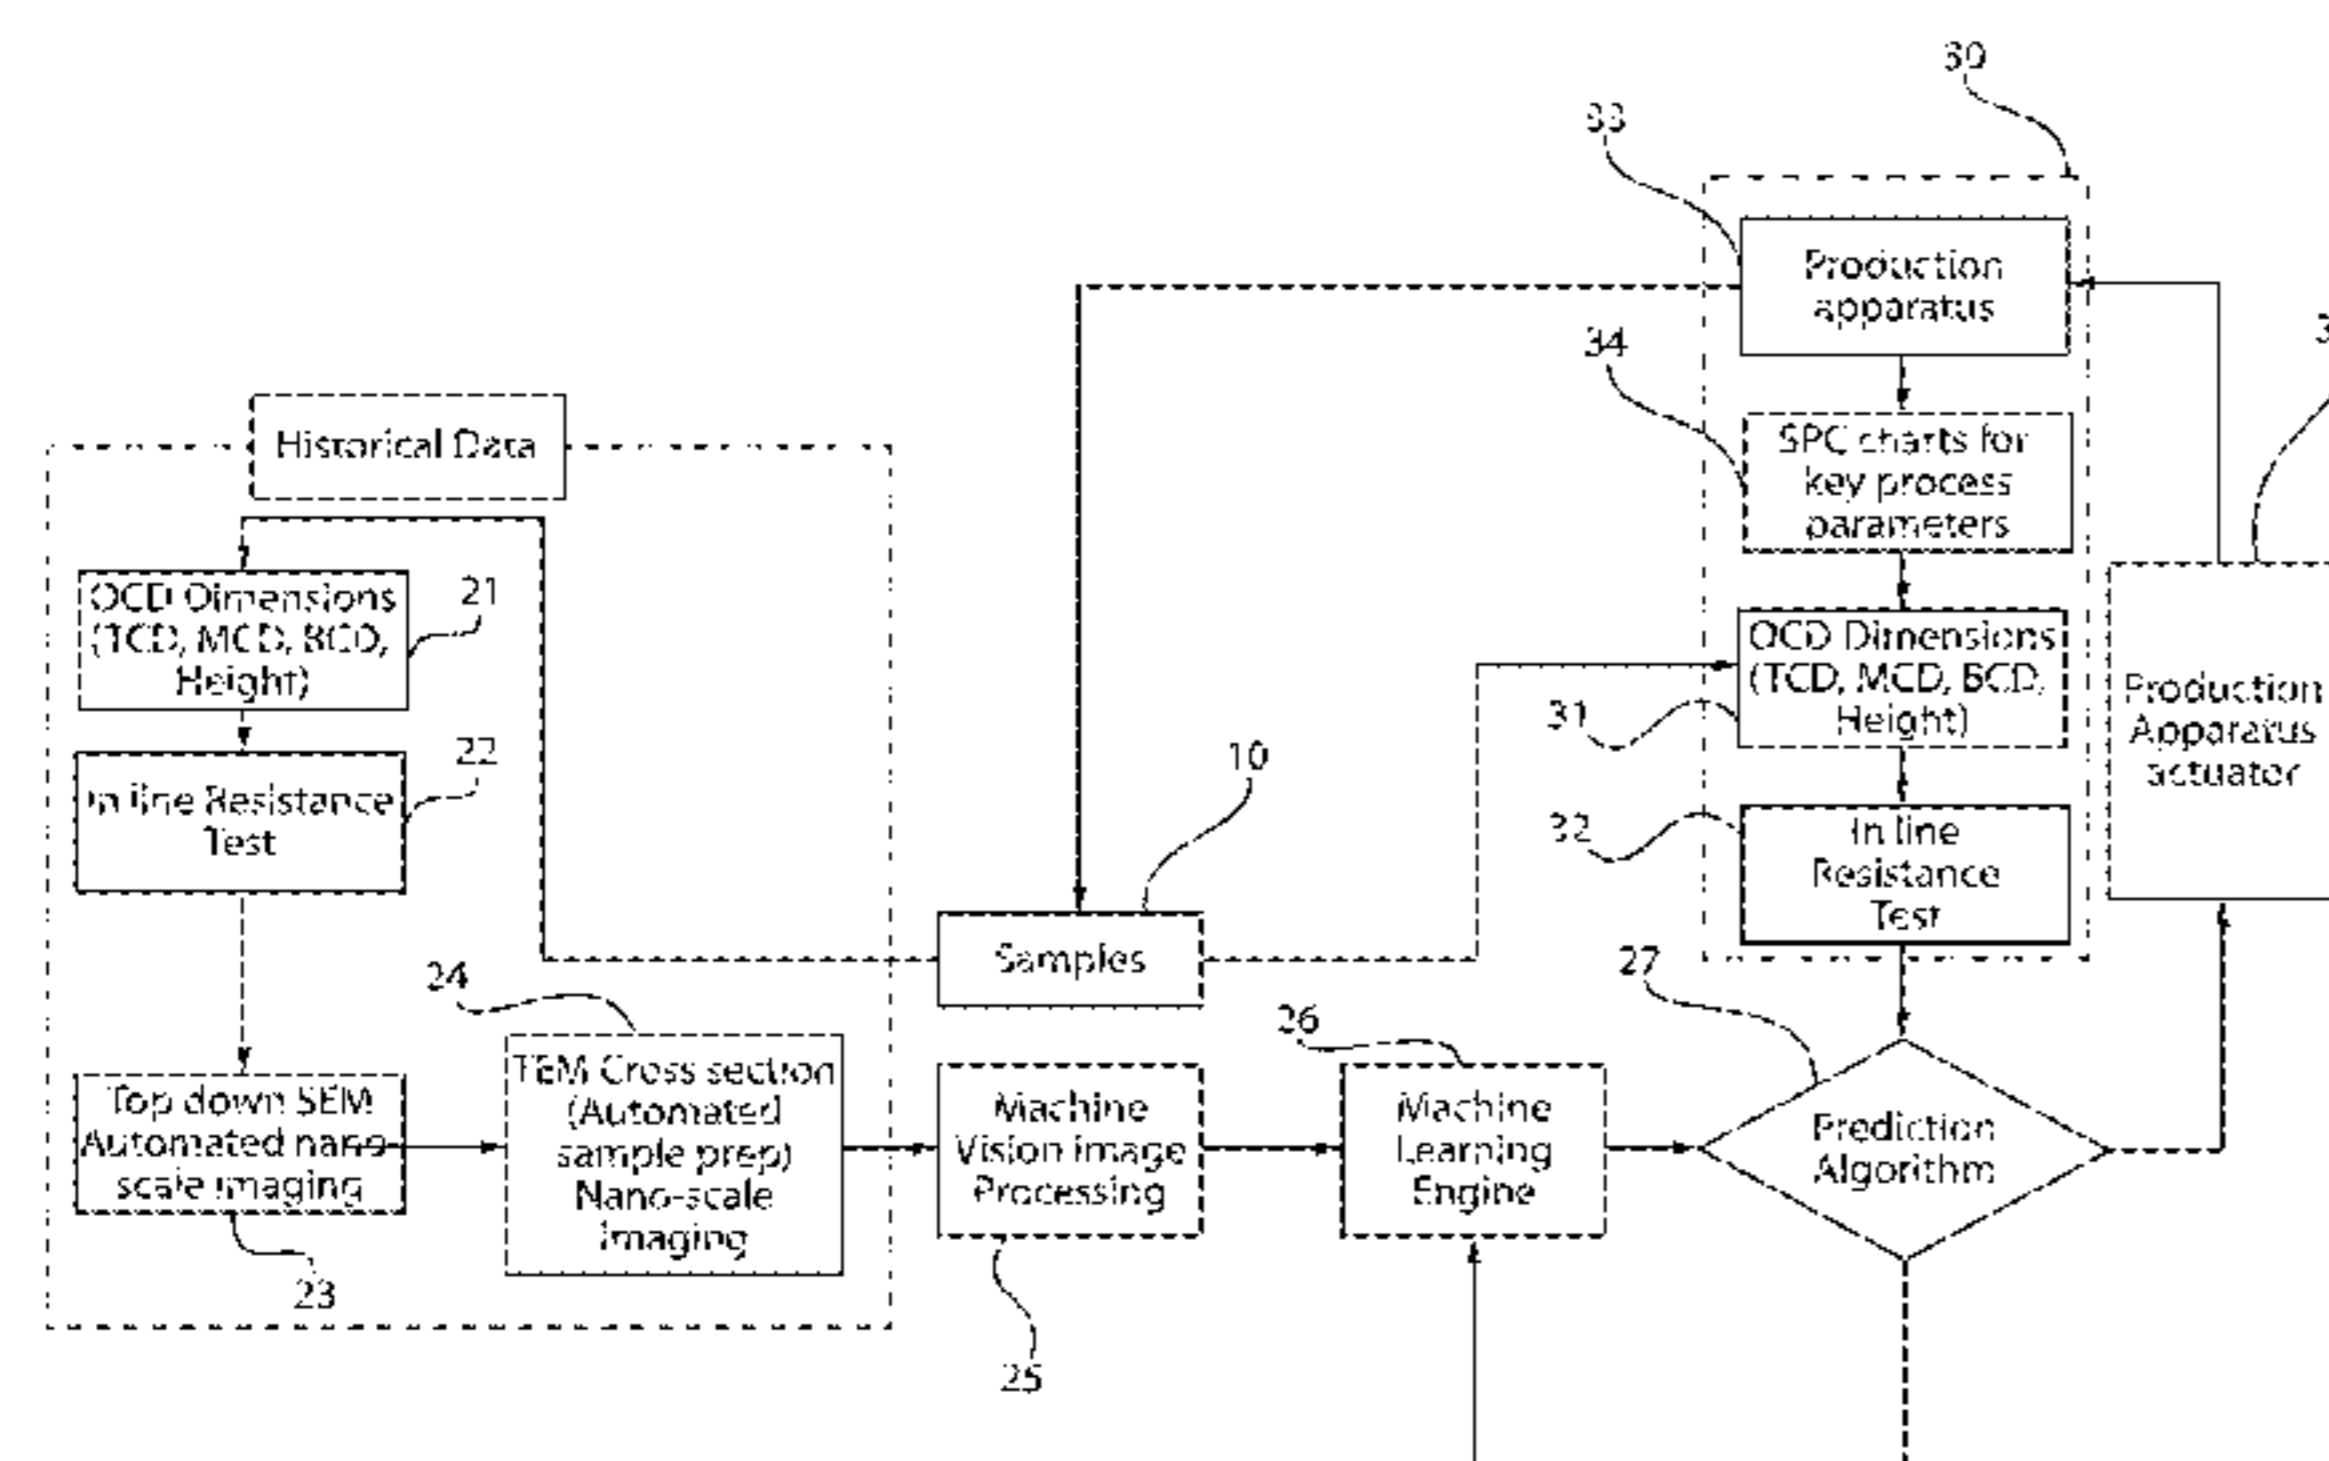 30
33
Production
apparatus
34
SPC charts for
key process
parameters
Historical Data
OCD Dimensions
(TCD, MCD, BCD,
Height)
21
OCD Dimensions
(TCD, MCD, BCD,
Height)
31
Production
Apparatus
actuator
In line Resistance
Test
22
10
32
In line
Resistance
Test
Samples
24
26
27
Top down SEM
Automated nano
scale imaging
23
TEM Cross section
(Automated
sample prep)
Nano-scale
imaging
Machine
Vision image
Processing
25
Machine
Learning
Engine
Prediction
Algorithm